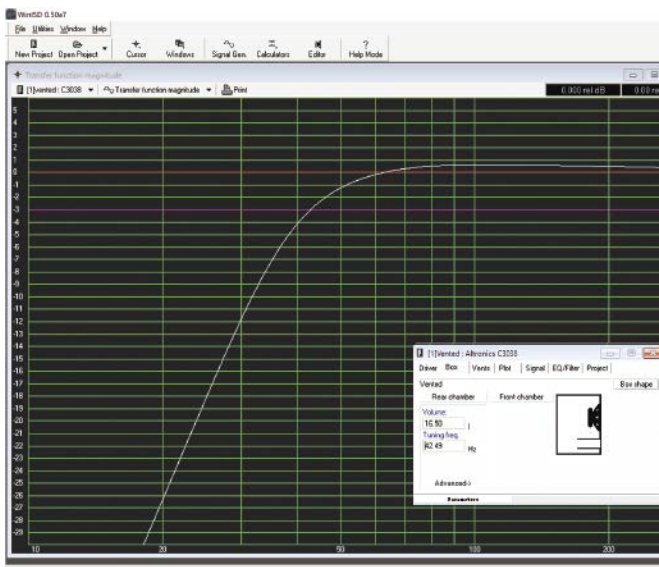 WinISD 0.50a7
File Utilities Window Help
New Project Open Project Cursor Windows Signal Gen. Calculators Editor Help Mode
Transfer function magnitude
[1]vented: C3038 Transfer function magnitude Print 0.000 rel dB
5
4
3
2
1
0
-1
-2
-3
-4
-5
-6
-7
-8
-9
-10
-11
-12
-13
-14
-15
-16
-17
-18
-19
-20
-21
-22
-23
-24
-25
-26
-27
-28
-29
10 20 50 100 200
[1]Vented : Altronics C3038
Driver Box Vents Plot Signal EQ/Filter Project
Vented Box shape
Rear chamber Front chamber
Volume:
16.90 l
Tuning freq.
42.49 Hz
Advanced->
Parameters